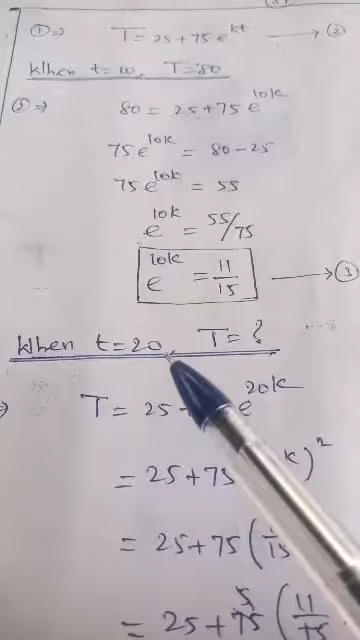 ① ⇒ T = 25 + 75 e^{kt} → ②
When t = 10, T = 80
⇒ 80 = 25 + 75 e^{10k}
75 e^{10k} = 80 - 25
75 e^{10k} = 55
e^{10k} = 55/75
e^{10k} = 11/15 → ③
When t = 20 T = ?
⇒ T = 25 e^{20k}
= 25 + 75 k)^2
= 25 + 75 ( /15
= 25 + 75 5 (11/15